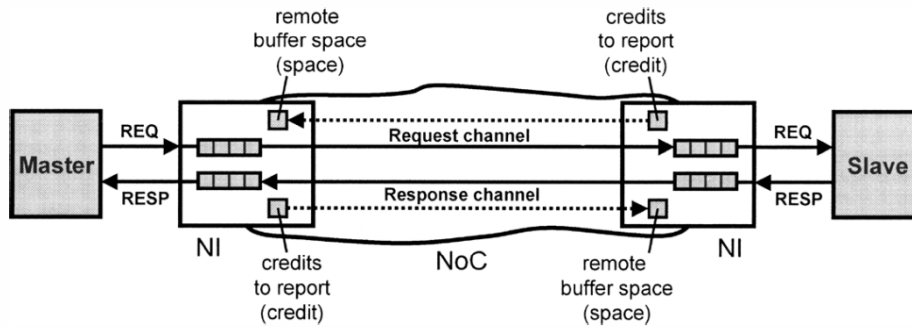 remote
buffer space
(space)
credits
to report
(credit)
REQ
Request channel
REQ
Master
Slave
RESP
Response channel
RESP
NI
NoC
NI
credits
to report
(credit)
remote
buffer space
(space)